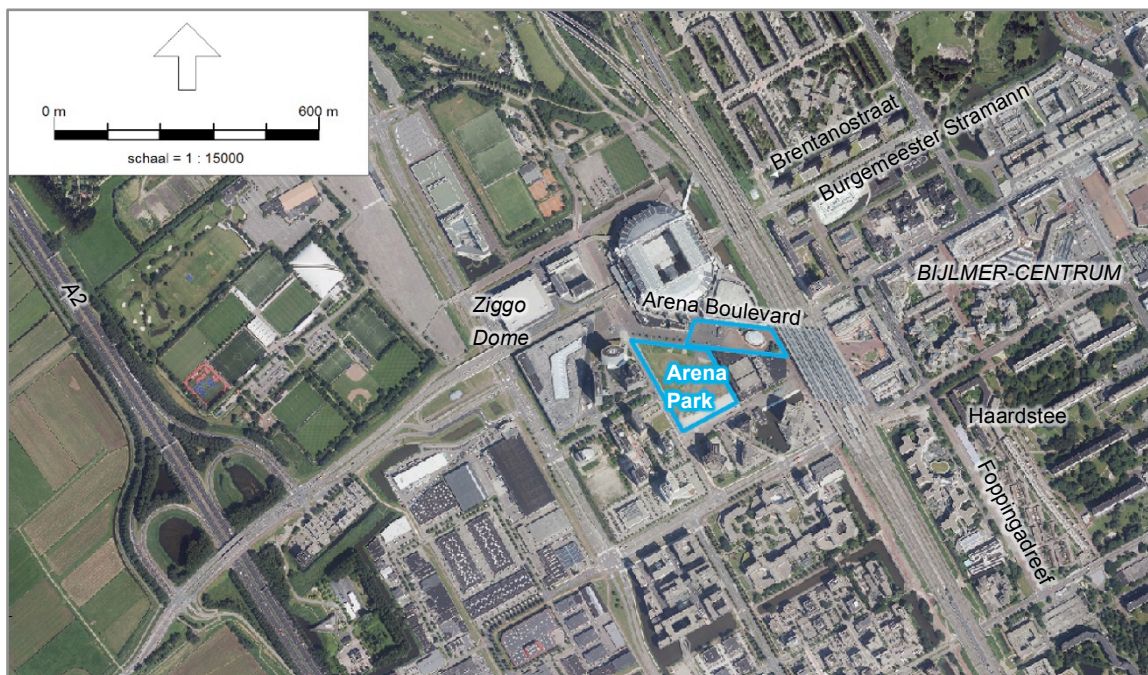 0 m 600 m
schaal = 1 : 15000
Brentanostraat
Burgemeester Stramann
A2
BIJLMER-CENTRUM
Ziggo
Dome
Arena Boulevard
Arena
Park
Haardstee
Foppingadreef